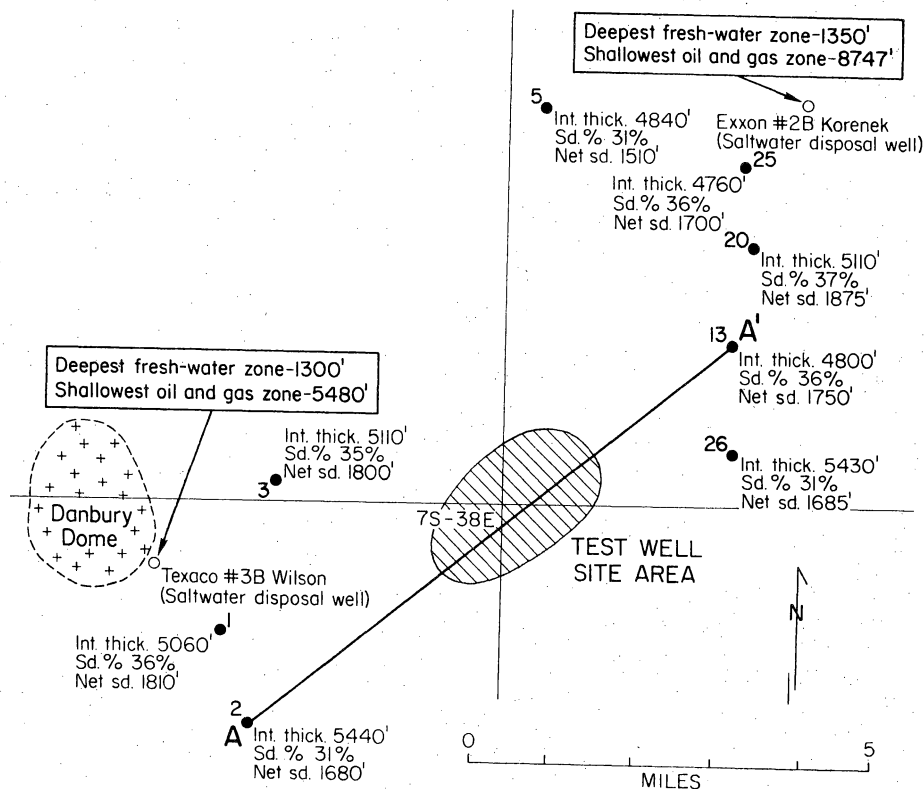 Deepest fresh-water zone-1350'
Shallowest oil and gas zone-8747'
5
Int. thick. 4840'
Sd.% 31%
Net sd. 1510'
Exxon #2B Korenek
(Saltwater disposal well)
25
Int. thick. 4760'
Sd.% 36%
Net sd. 1700'
20
Int. thick. 5110'
Sd.% 37%
Net sd. 1875'
13 A'
Int. thick. 4800'
Sd.% 36%
Net sd. 1750'
Deepest fresh-water zone-1300'
Shallowest oil and gas zone-5480'
Int. thick. 5110'
Sd.% 35%
Net sd. 1800'
3
26
Int. thick. 5430'
Sd.% 31%
Net sd. 1685'
Danbury
Dome
7S-38E
TEST WELL
SITE AREA
Texaco #3B Wilson
(Saltwater disposal well)
N
1
Int. thick. 5060'
Sd.% 36%
Net sd. 1810'
2
A
Int. thick. 5440'
Sd. % 31%
Net sd. 1680'
0
5
MILES